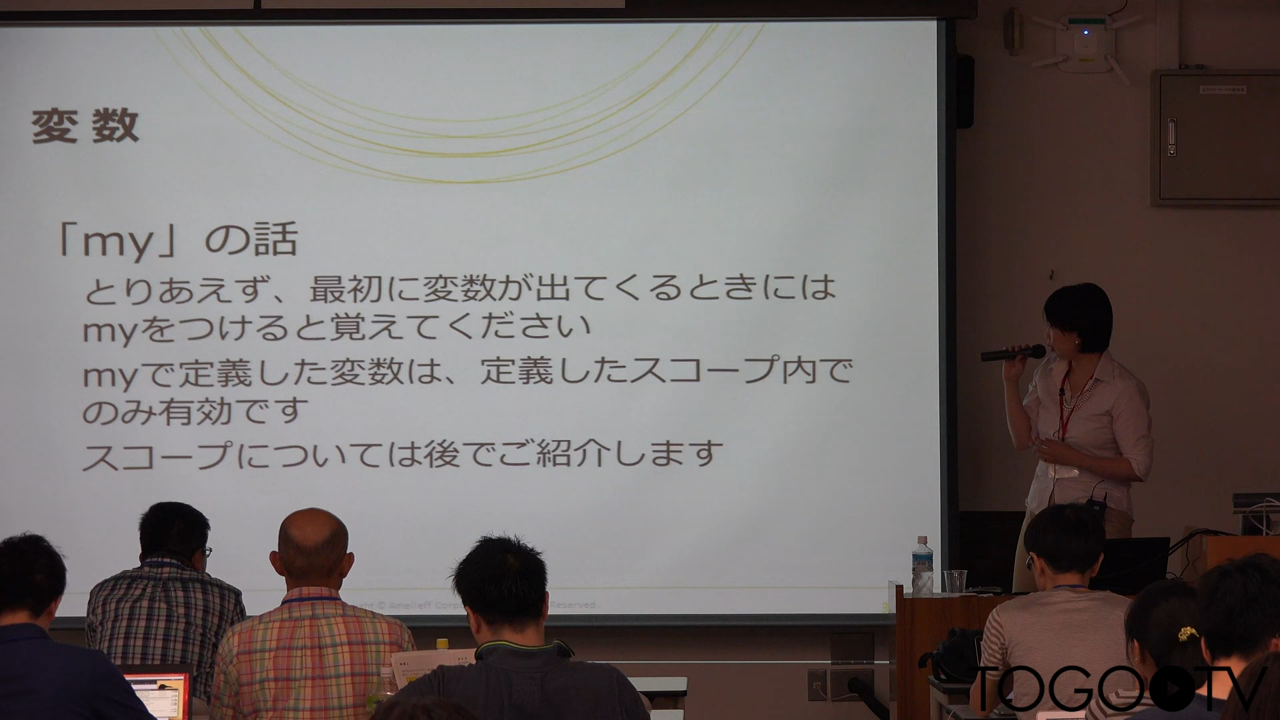 変数
「my」の話
とりあえず、最初に変数が出てくるときには
myをつけると覚えてください
myで定義した変数は、定義したスコープ内で
のみ有効です
スコープについては後でご紹介します
© Amelieff Reserved
TOGOTV